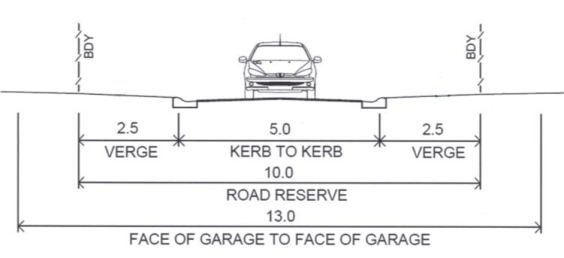 BDY
BDY
2.5
5.0
2.5
VERGE
KERB TO KERB
VERGE
10.0
ROAD RESERVE
13.0
FACE OF GARAGE TO FACE OF GARAGE